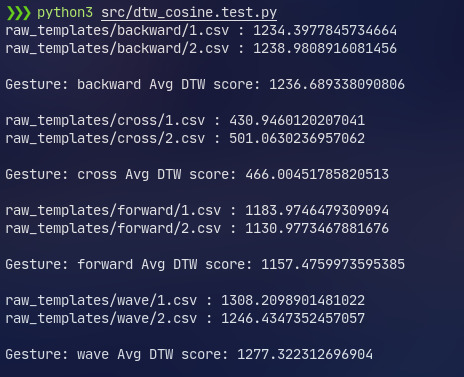 ❯❯❯ python3 src/dtw_cosine.test.py
raw_templates/backward/1.csv : 1234.3977845734664
raw_templates/backward/2.csv : 1238.9808916081456
Gesture: backward Avg DTW score: 1236.689338090806
raw_templates/cross/1.csv : 430.9460120207041
raw_templates/cross/2.csv : 501.0630236957062
Gesture: cross Avg DTW score: 466.00451785820513
raw_templates/forward/1.csv : 1183.9746479309094
raw_templates/forward/2.csv : 1130.9773467881676
Gesture: forward Avg DTW score: 1157.4759973595385
raw_templates/wave/1.csv : 1308.2098901481022
raw_templates/wave/2.csv : 1246.4347352457057
Gesture: wave Avg DTW score: 1277.322312696904